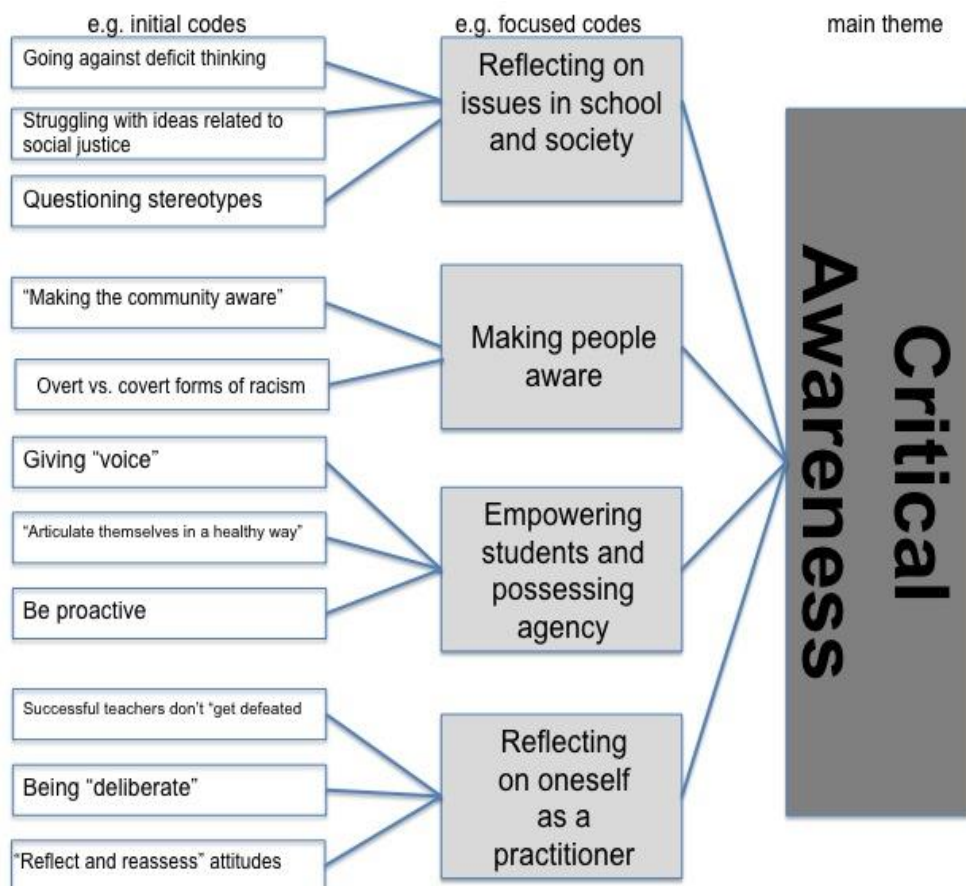 e.g. initial codes
e.g. focused codes
main theme
Going against deficit thinking
Struggling with ideas related to
social justice
Questioning stereotypes
Reflecting on
issues in school
and society
“Making the community aware”
Overt vs. covert forms of racism
Making people
aware
Giving “voice”
“Articulate themselves in a healthy way”
Be proactive
Empowering
students and
possessing
agency
Successful teachers don’t “get defeated
Being “deliberate”
“Reflect and reassess” attitudes
Reflecting
on oneself
as a
practitioner
Critical
Awareness